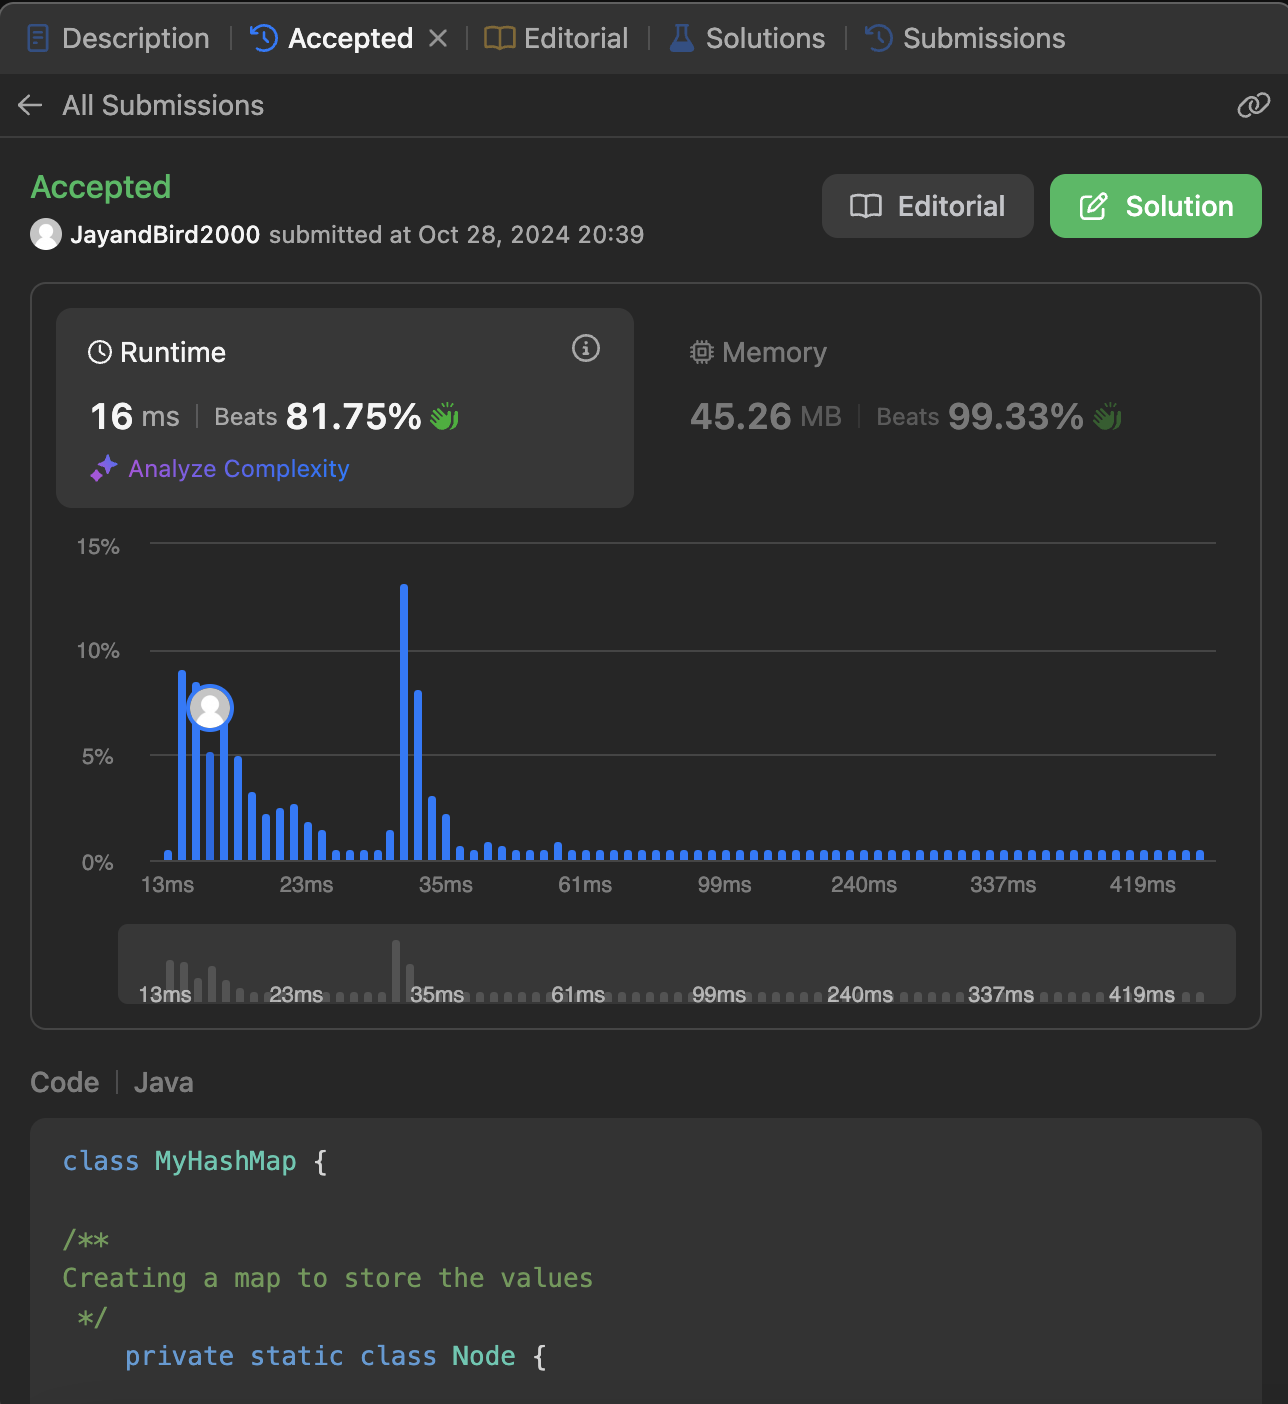 Description Accepted Editorial Solutions Submissions
All Submissions
Accepted
JayandBird2000 submitted at Oct 28, 2024 20:39
Editorial Solution
Runtime
16 ms Beats 81.75%
Analyze Complexity
Memory
45.26 MB Beats 99.33%
15%
10%
5%
0%
13ms 23ms 35ms 61ms 99ms 240ms 337ms 419ms
13ms 23ms 35ms 61ms 99ms 240ms 337ms 419ms
Code Java
class MyHashMap {
/**
Creating a map to store the values
*/
private static class Node {